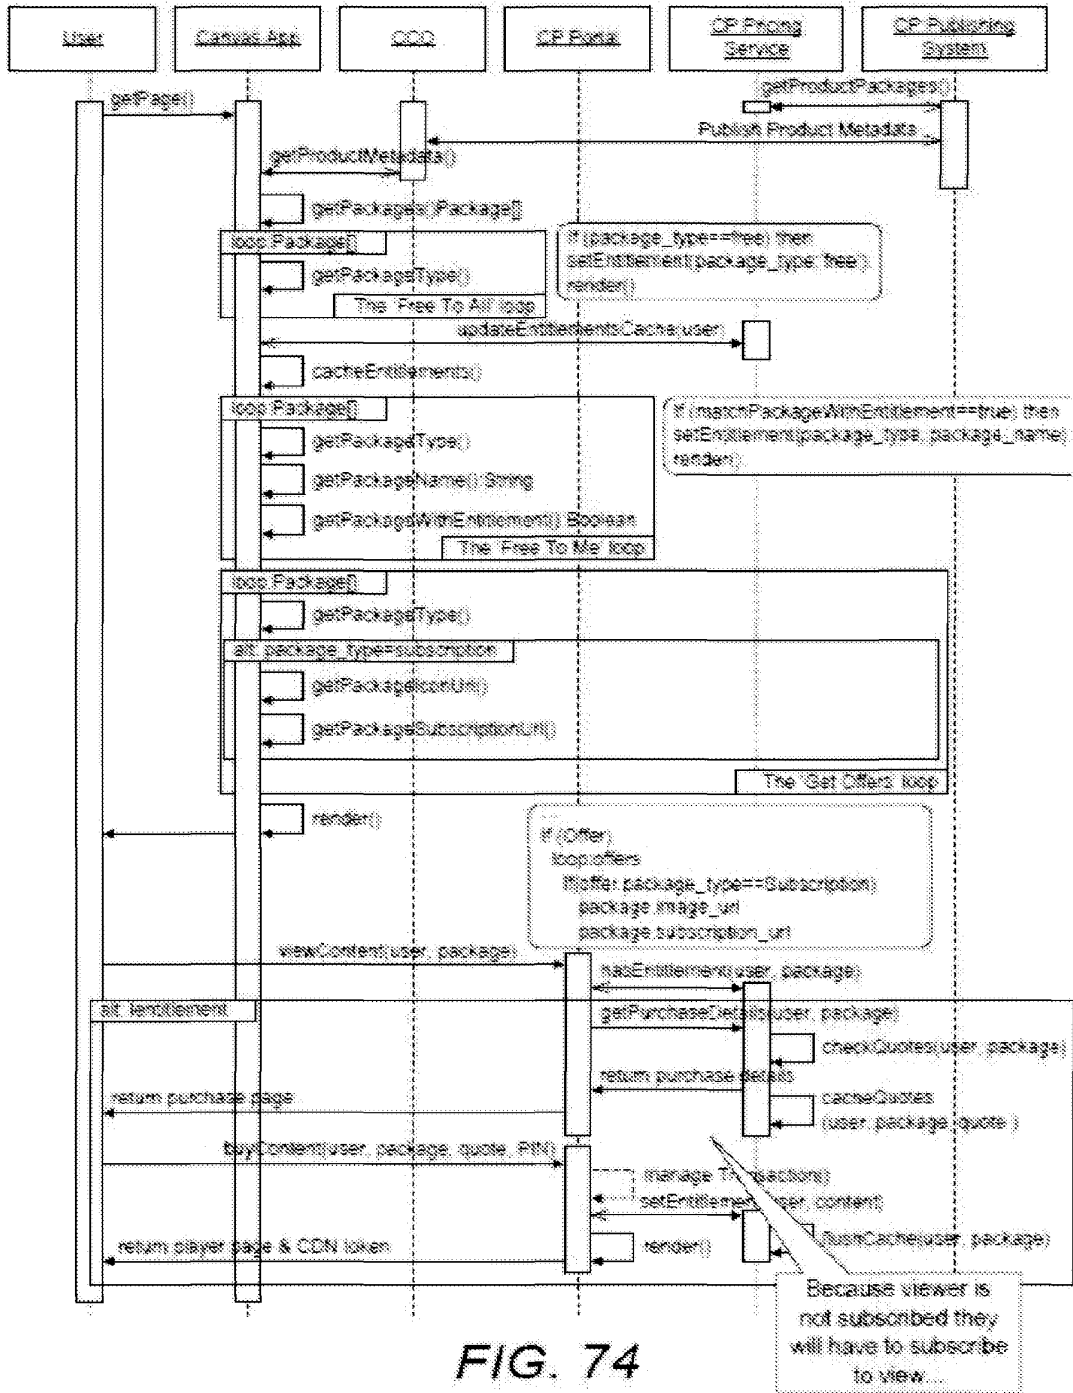 User
Canvas App
CCO
CP Portal
CP Pricing
Service
CP Publishing
System
getPage()
getProductPackages()
Publish Product Metadata
getProductMetadata()
getPackages():Package[]
loop:Package[]
getPackageType()
The 'Free To All' loop
If (package_type==free) then
setEntitlement(package_type,'free').
render()
updateEntitlementsCache(user)
cacheEntitlements()
loop:Package[]
getPackageType()
getPackageName():String
getPackageWithEntitlement():Boolean
The 'Free To Me' loop
If (matchPackageWithEntitlement==true) then
setEntitlement(package_type, package_name)
render()
loop:Package[]
getPackageType()
alt: package_type=subscription
getPackageIconUrl()
getPackageSubscriptionUrl()
The 'Get Offers' loop
render()
...
If (Offer)
loop:offers
If(offer.package_type==Subscription)
package.image_url
package.subscription_url
viewContent(user, package)
hasEntitlement(user, package)
alt: !entitlement
getPurchaseDetails(user, package)
checkQuotes(user, package)
return purchase details
return purchase page
cacheQuotes
(user, package, quote )
buyContent(user, package, quote, PIN)
manage Transaction()
setEntitlement(user, content)
return player page & CDN token
render()
flushCache(user, package)
Because viewer is
not subscribed they
will have to subscribe
to view...
FIG. 74